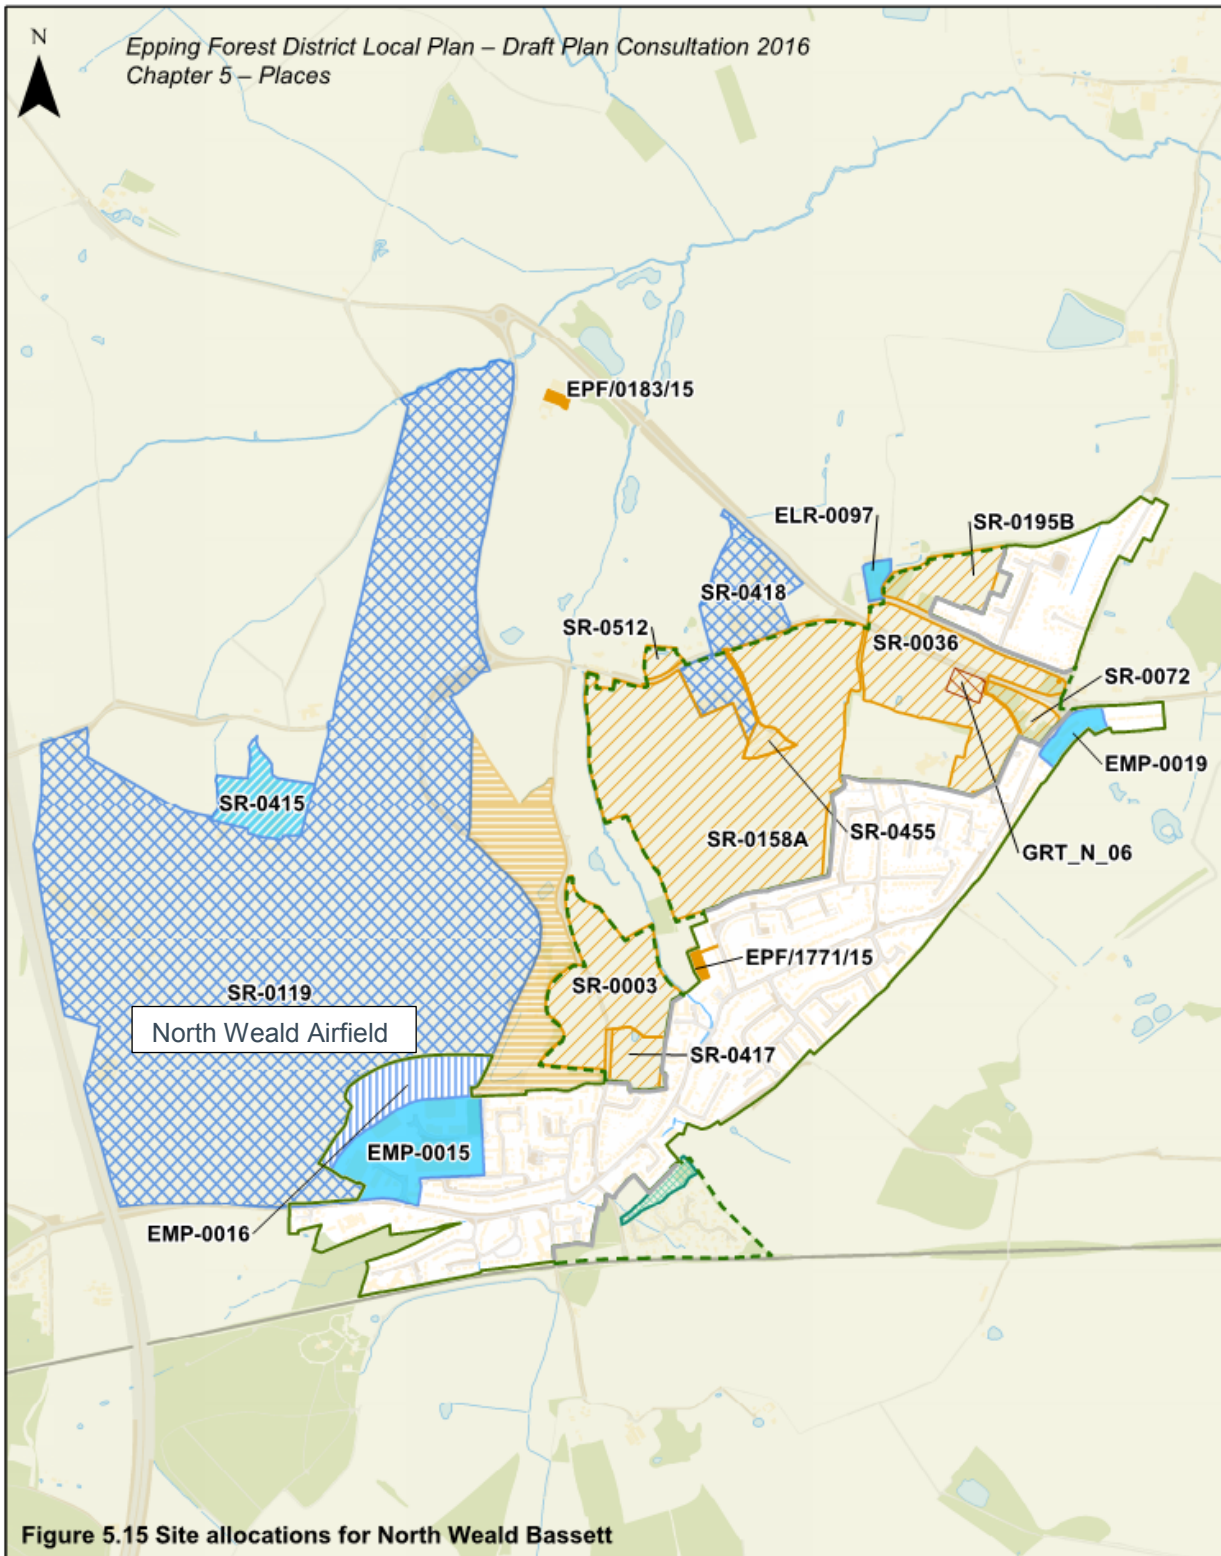 N
Epping Forest District Local Plan – Draft Plan Consultation 2016
Chapter 5 – Places
EPF/0183/15
ELR-0097
SR-0195B
SR-0418
SR-0512
SR-0036
SR-0072
EMP-0019
SR-0415
SR-0455
SR-0158A
GRT_N_06
EPF/1771/15
SR-0003
SR-0119
North Weald Airfield
SR-0417
EMP-0015
EMP-0016
Figure 5.15 Site allocations for North Weald Bassett